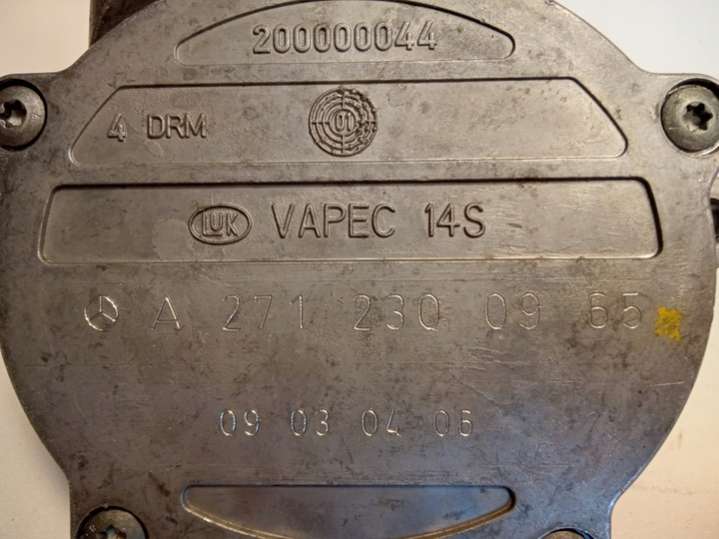 200000044
4 DRM 01
LUK VAPEC 14S
A 271 230 09 65
09 03 04 06